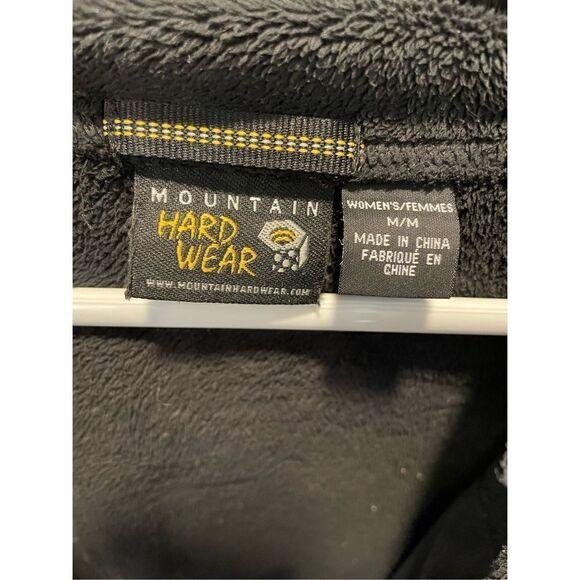 MOUNTAIN
HARD
WEAR
WWW.MOUNTAINHARDWEAR.COM
WOMEN'S/FEMMES
M/M
MADE IN CHINA
FABRIQUÉ EN
CHINE